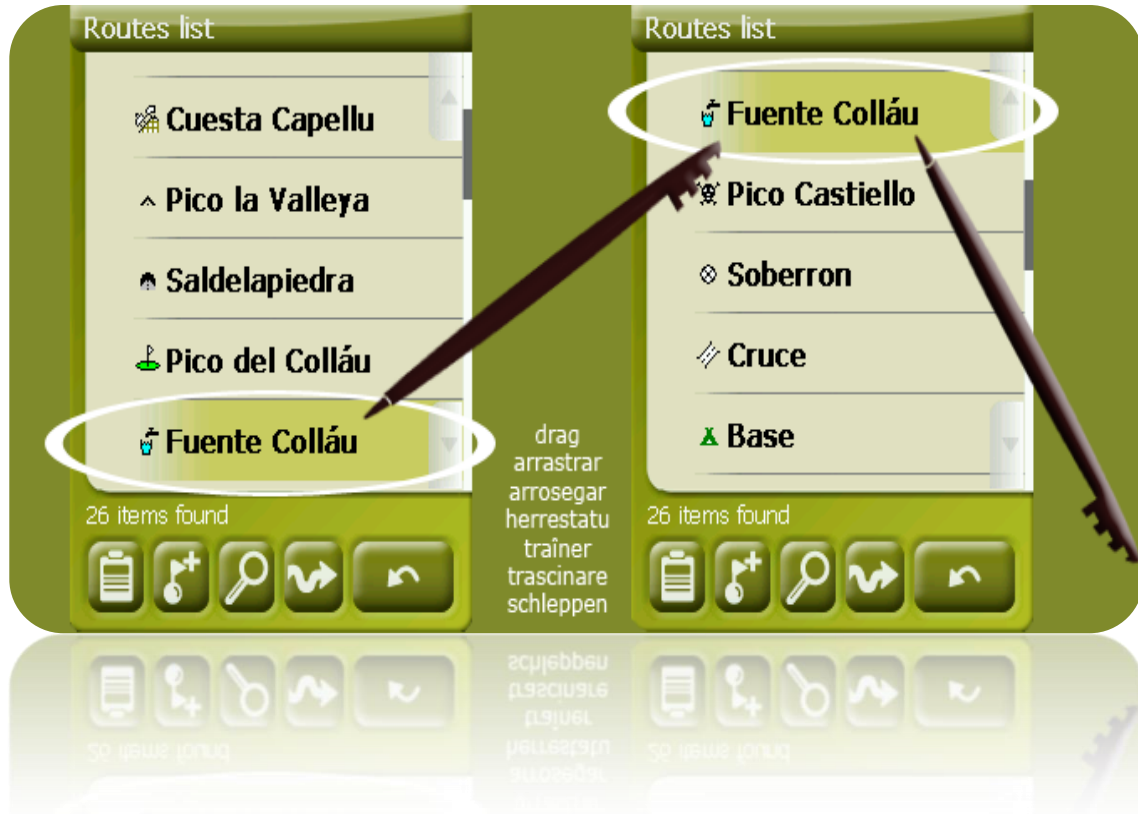 Routes list
Cuesta Capellu
Pico la Valleya
Saldelapiedra
Pico del Colláu
Fuente Colláu
26 items found
drag
arrastrar
arrosegar
herrestatu
traîner
trascinare
schleppen
Routes list
Fuente Colláu
Pico Castiello
Soberron
Cruce
Base
26 items found